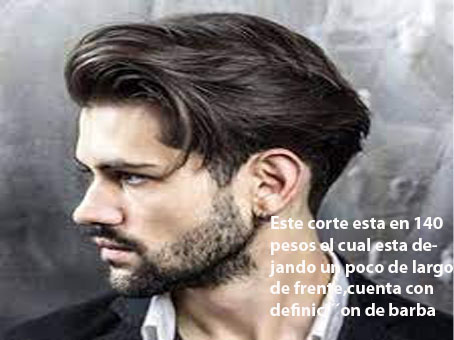 Este corte esta en 140
pesos el cual esta de-
jando un poco de largo
de frente,cuenta con
definici´on de barba